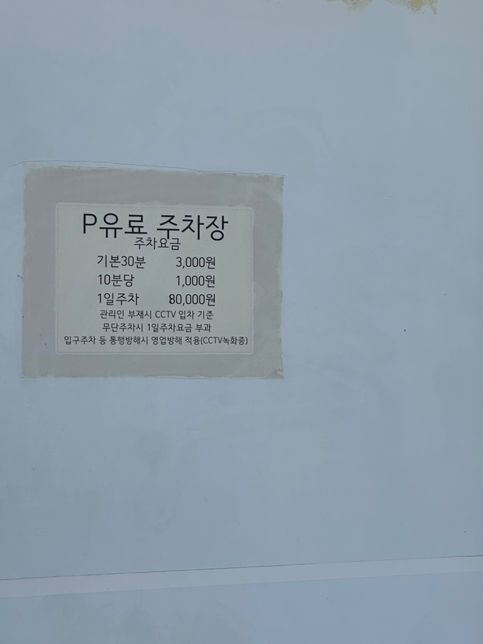 P유료 주차장
주차요금
기본30분 3,000원
10분당 1,000원
1일주차 80,000원
관리인 부재시 CCTV 입차 기준
무단주차시 1일주차요금 부과
입구주차 등 통행방해시 영업방해 적용(CCTV녹화중)